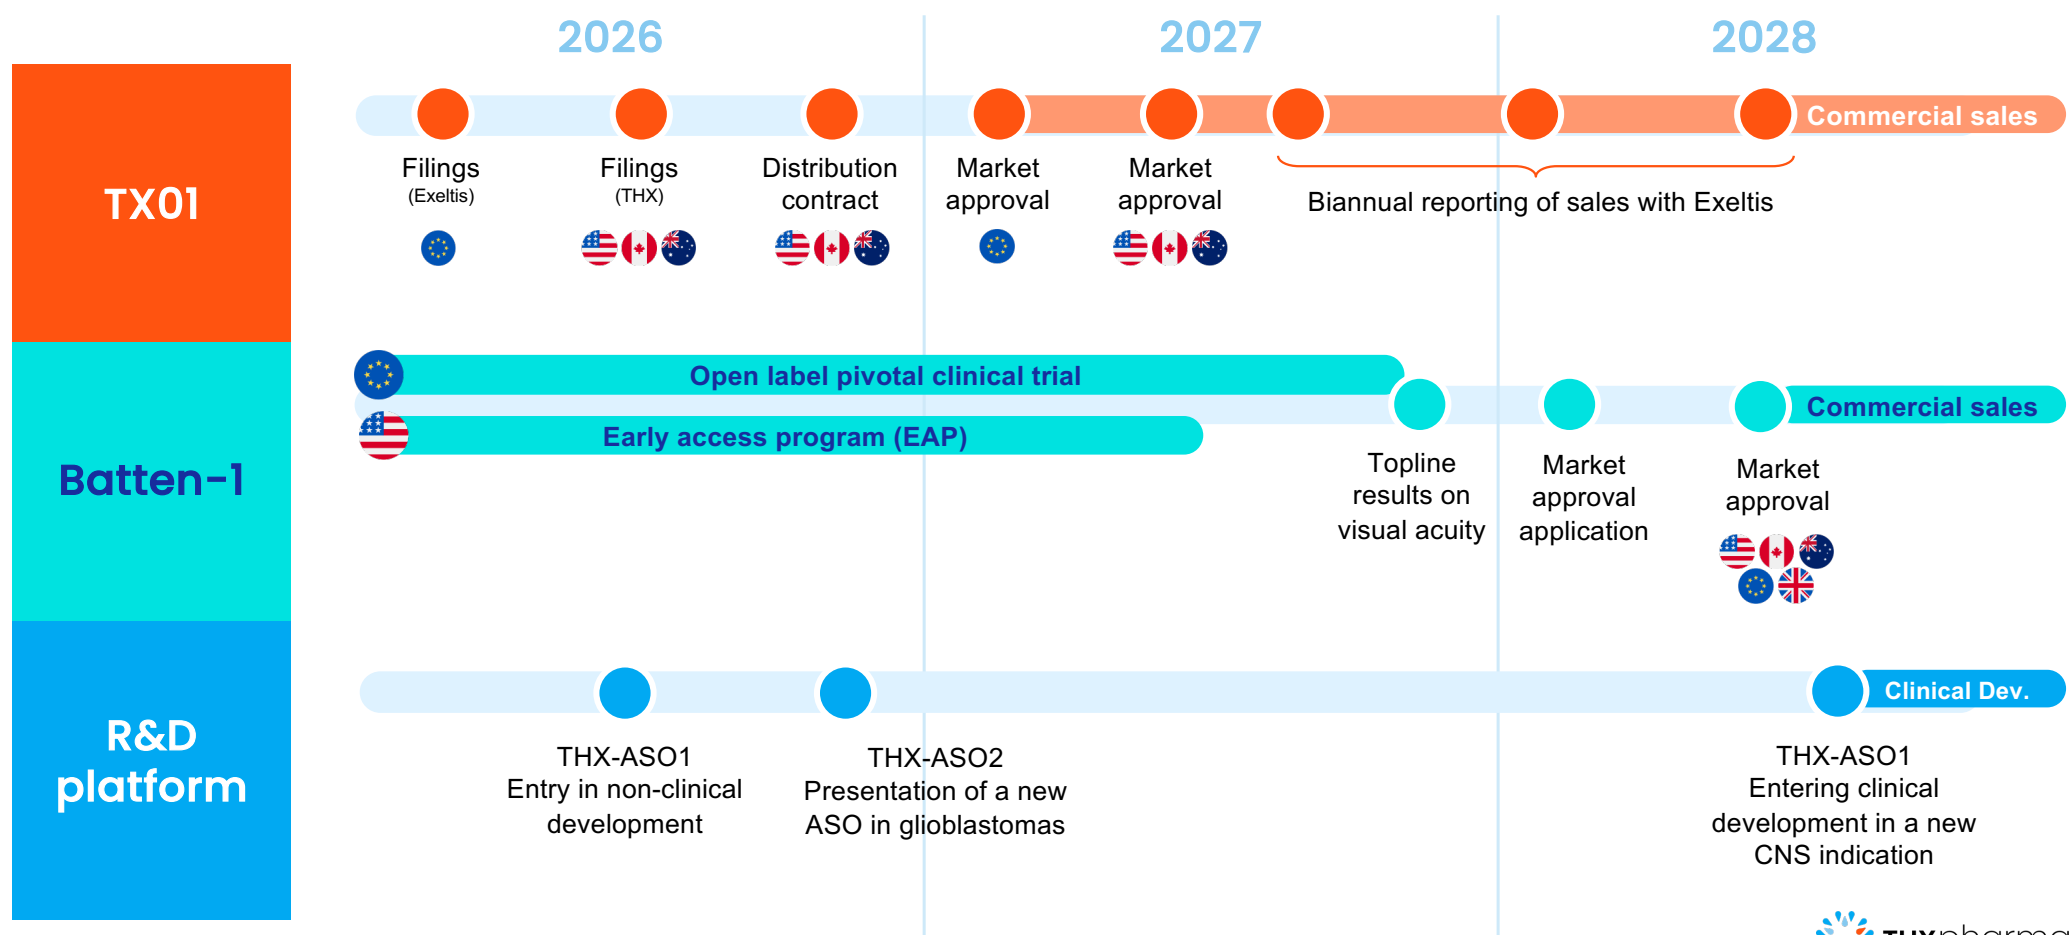 2026
2027
2028
TX01
Filings
(Exeltis)
Filings
(THX)
Distribution
contract
Market
approval
Market
approval
Biannual reporting of sales with Exeltis
Commercial sales
Batten-1
Open label pivotal clinical trial
Early access program (EAP)
Topline
results on
visual acuity
Market
approval
application
Market
approval
Commercial sales
R&D
platform
THX-ASO1
Entry in non-clinical
development
THX-ASO2
Presentation of a new
ASO in glioblastomas
Clinical Dev.
THX-ASO1
Entering clinical
development in a new
CNS indication
THXpharma